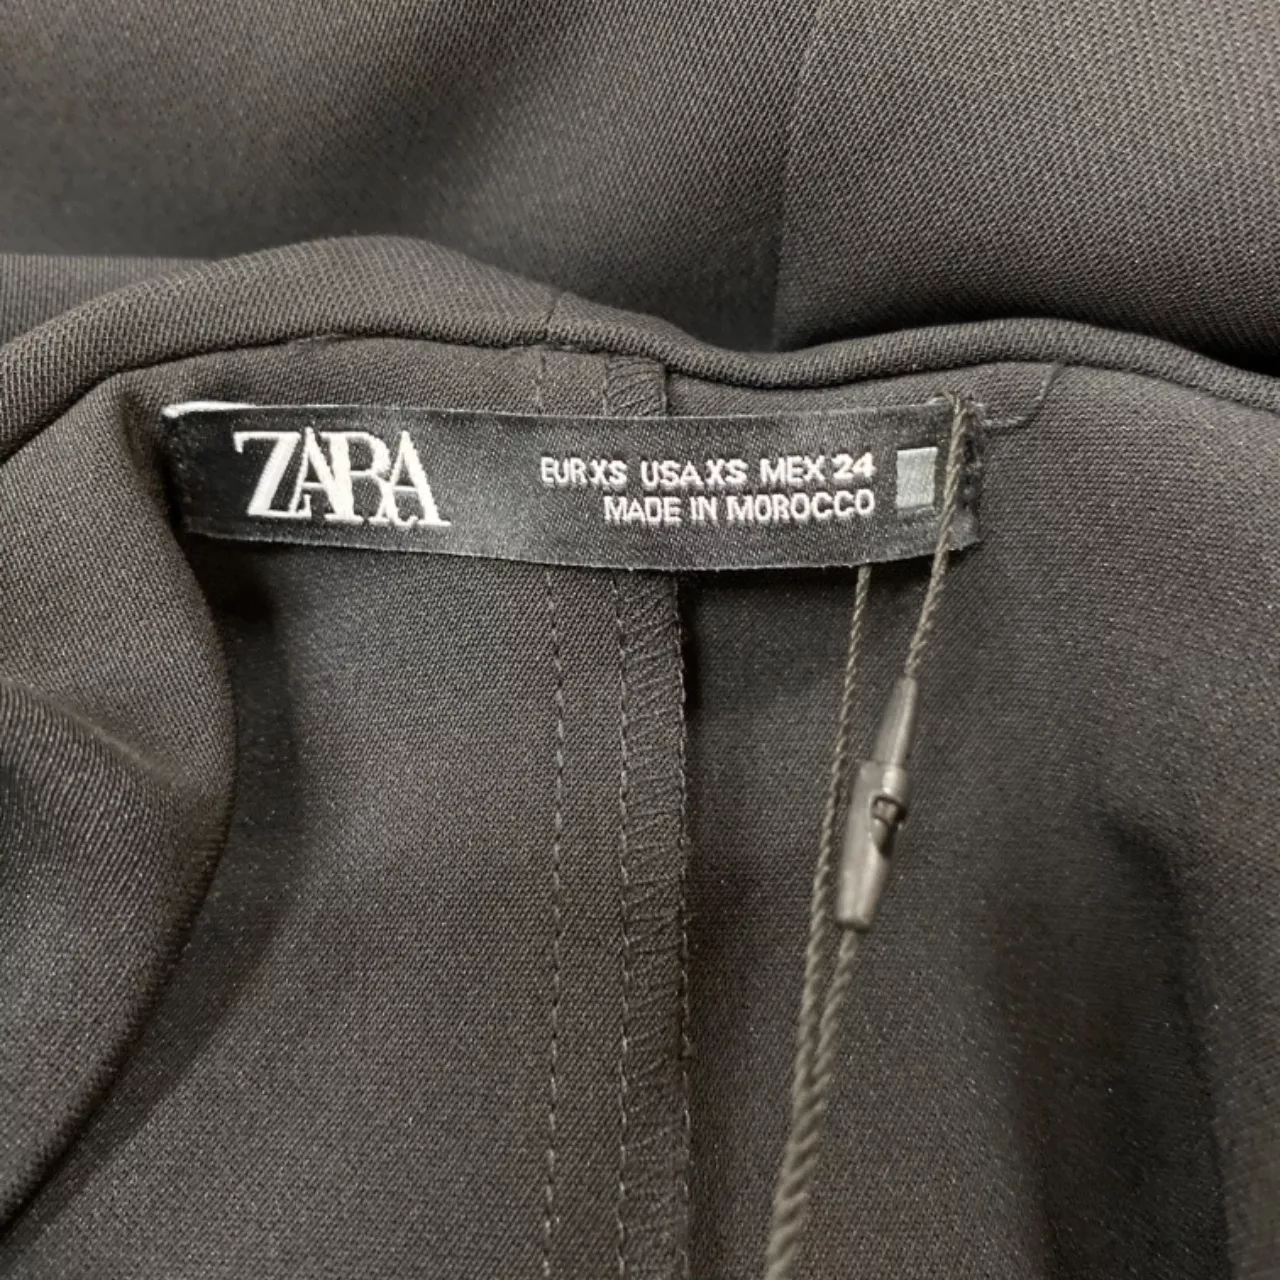 ZARA
EUR XS USA XS MEX 24
MADE IN MOROCCO